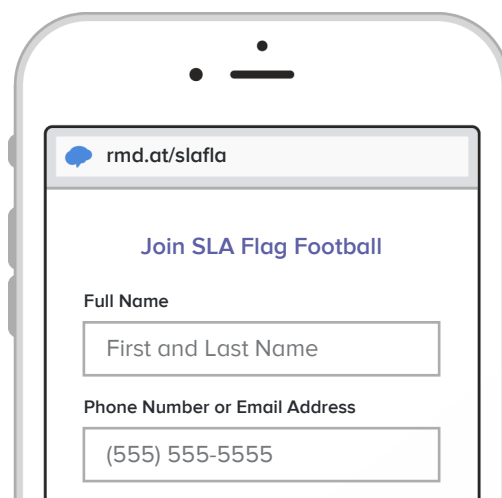 rmd.at/slafla
Join SLA Flag Football
Full Name
First and Last Name
Phone Number or Email Address
(555) 555-5555